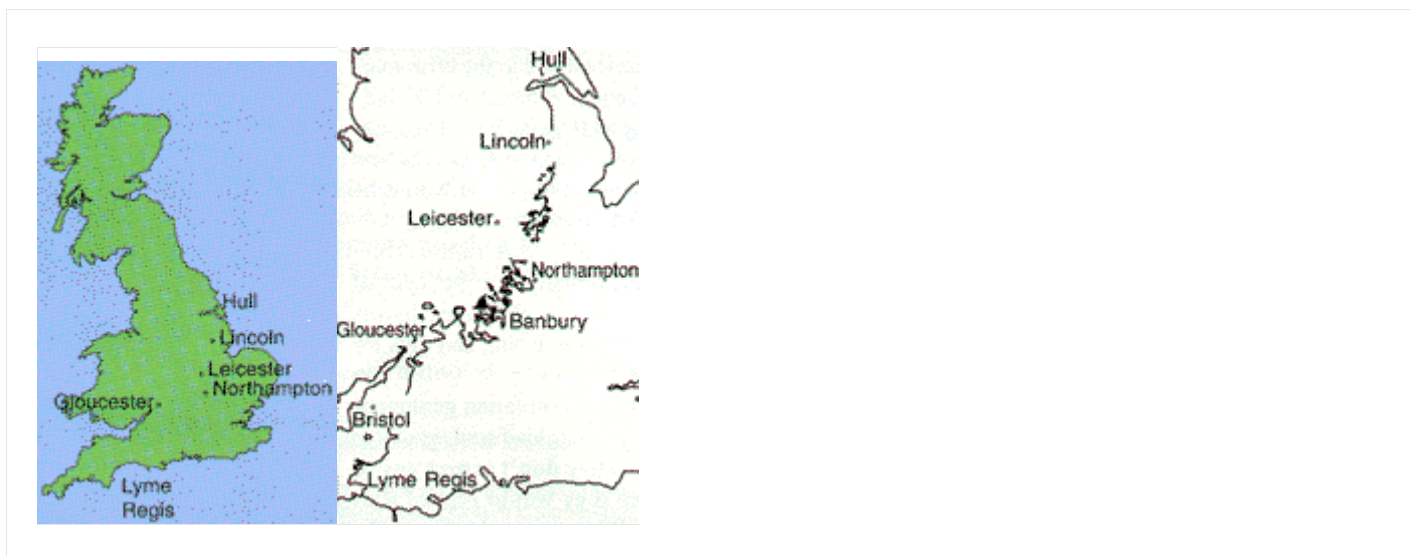 Hull
Lincoln
Leicester
Northampton
Gloucester
Lyme
Regis
Hull
Lincoln
Leicester
Northampton
Banbury
Gloucester
Bristol
Lyme Regis